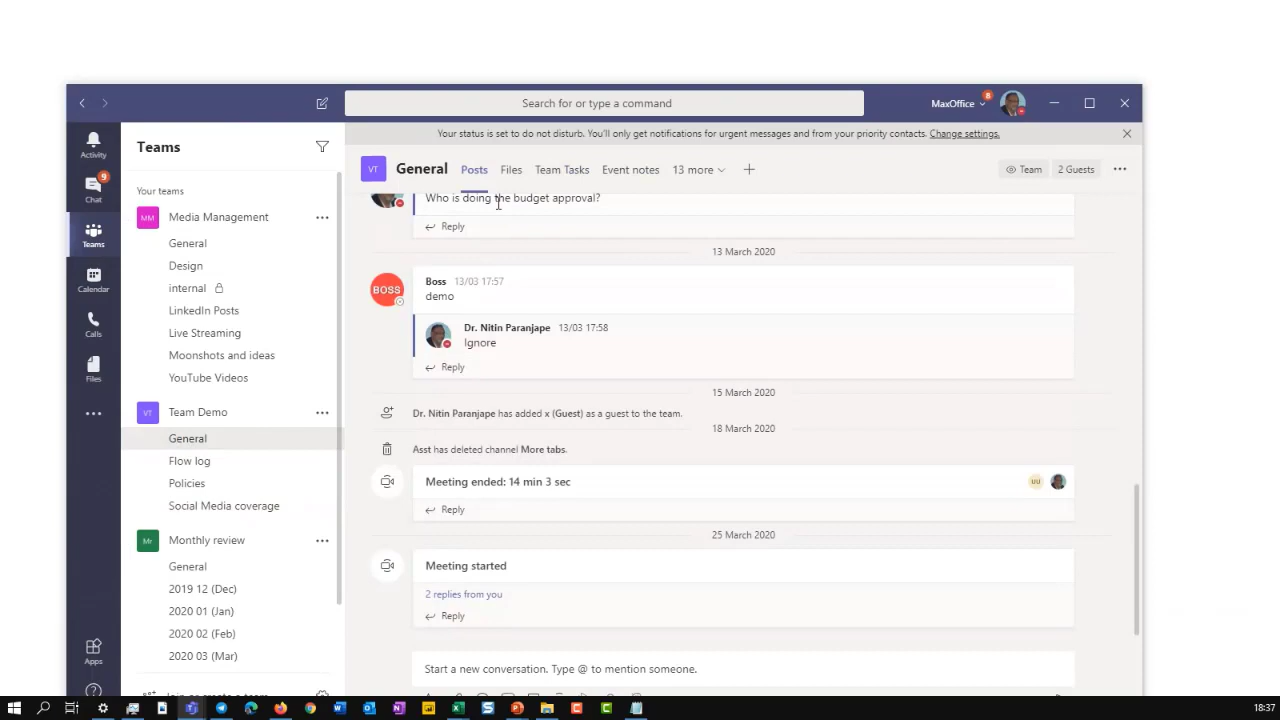 Search for or type a command
MaxOffice
8
Your status is set to do not disturb. You'll only get notifications for urgent messages and from your priority contacts. Change settings.
Activity
9
Chat
Teams
Calendar
Calls
Files
Apps
Teams
Your teams
MM Media Management
General
Design
internal
LinkedIn Posts
Live Streaming
Moonshots and ideas
YouTube Videos
VT Team Demo
General
Flow log
Policies
Social Media coverage
Mr Monthly review
General
2019 12 (Dec)
2020 01 (Jan)
2020 02 (Feb)
2020 03 (Mar)
Join or create a team
VT General Posts Files Team Tasks Event notes 13 more Team 2 Guests
Who is doing the budget approval?
Reply
13 March 2020
BOSS
Boss 13/03 17:57
demo
Dr. Nitin Paranjape 13/03 17:58
Ignore
Reply
15 March 2020
Dr. Nitin Paranjape has added x (Guest) as a guest to the team.
18 March 2020
Asst has deleted channel More tabs.
Meeting ended: 14 min 3 sec
UU
Reply
25 March 2020
Meeting started
2 replies from you
Reply
Start a new conversation. Type @ to mention someone.
18:37